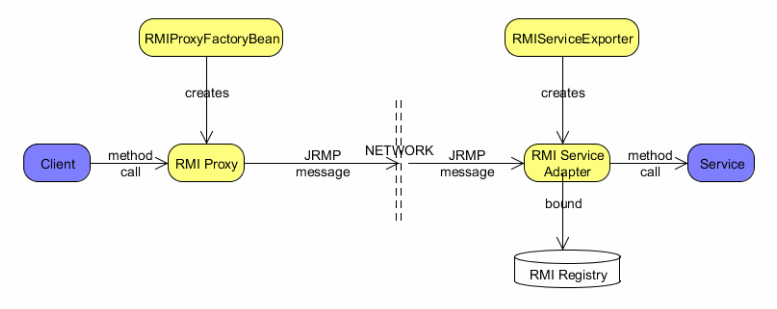 RMIProxyFactoryBean
RMIServiceExporter
creates
creates
Client
method
call
RMI Proxy
JRMP
message
NETWORK
JRMP
message
RMI Service
Adapter
method
call
Service
bound
RMI Registry